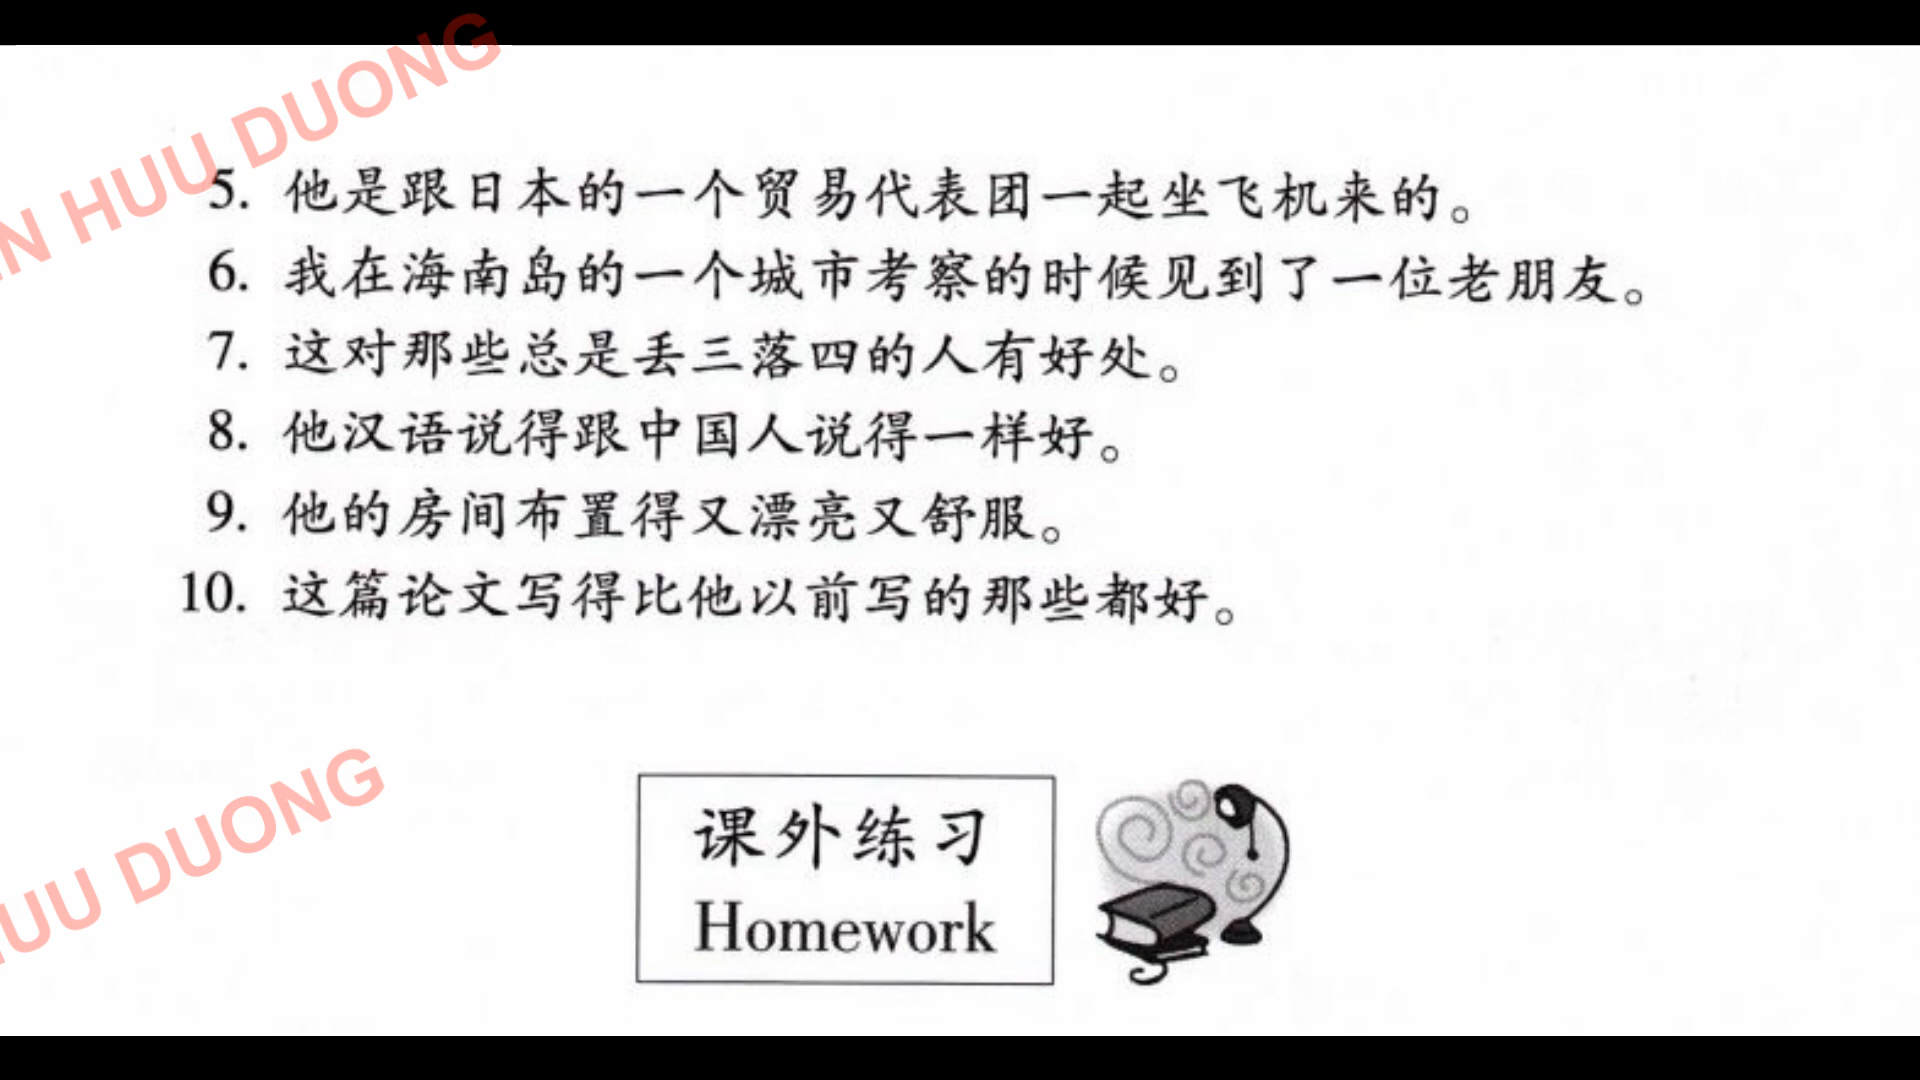 N HUU DUONG
5. 他是跟日本的一个贸易代表团一起坐飞机来的。
6. 我在海南岛的一个城市考察的时候见到了一位老朋友。
7. 这对那些总是丢三落四的人有好处。
8. 他汉语说得跟中国人说得一样好。
9. 他的房间布置得又漂亮又舒服。
10. 这篇论文写得比他以前写的那些都好。
HUU DUONG
课外练习
Homework